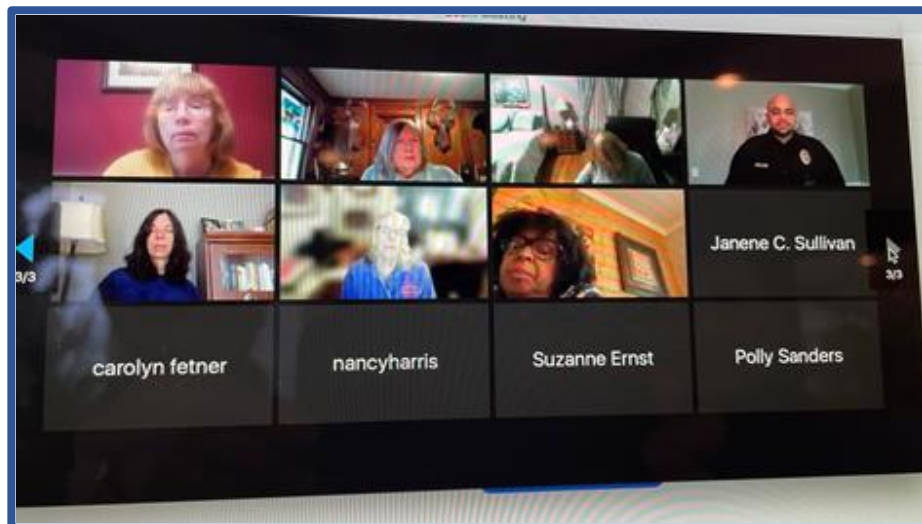 Janene C. Sullivan
3/3
3/3
carolyn fetner
nancyharris
Suzanne Ernst
Polly Sanders